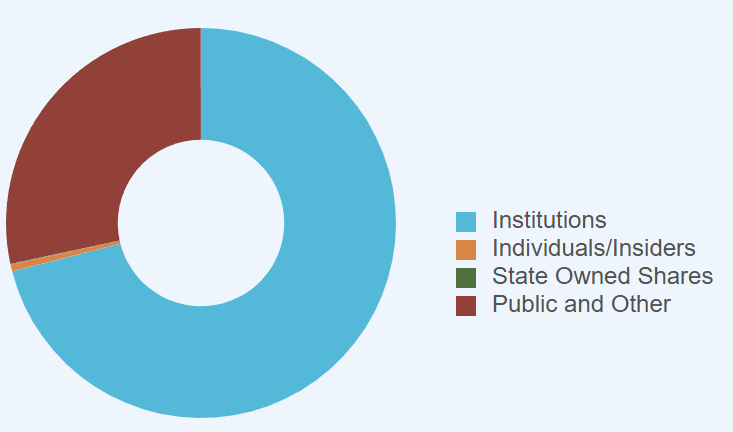 Institutions
Individuals/Insiders
State Owned Shares
Public and Other